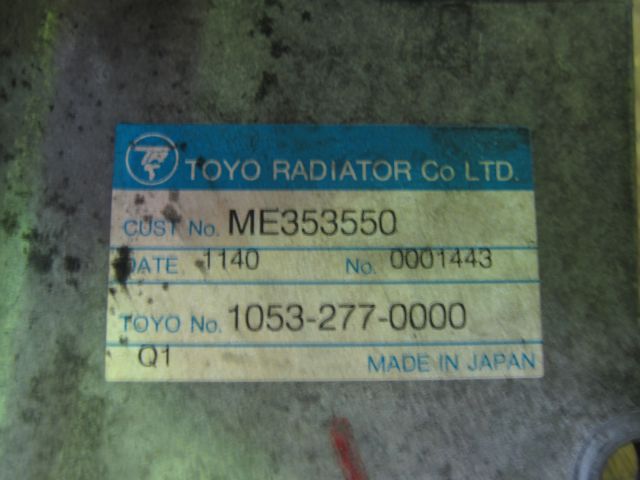 TOYO RADIATOR Co LTD.
CUST No. ME353550
DATE 1140 No. 0001443
TOYO No. 1053-277-0000
Q1 MADE IN JAPAN